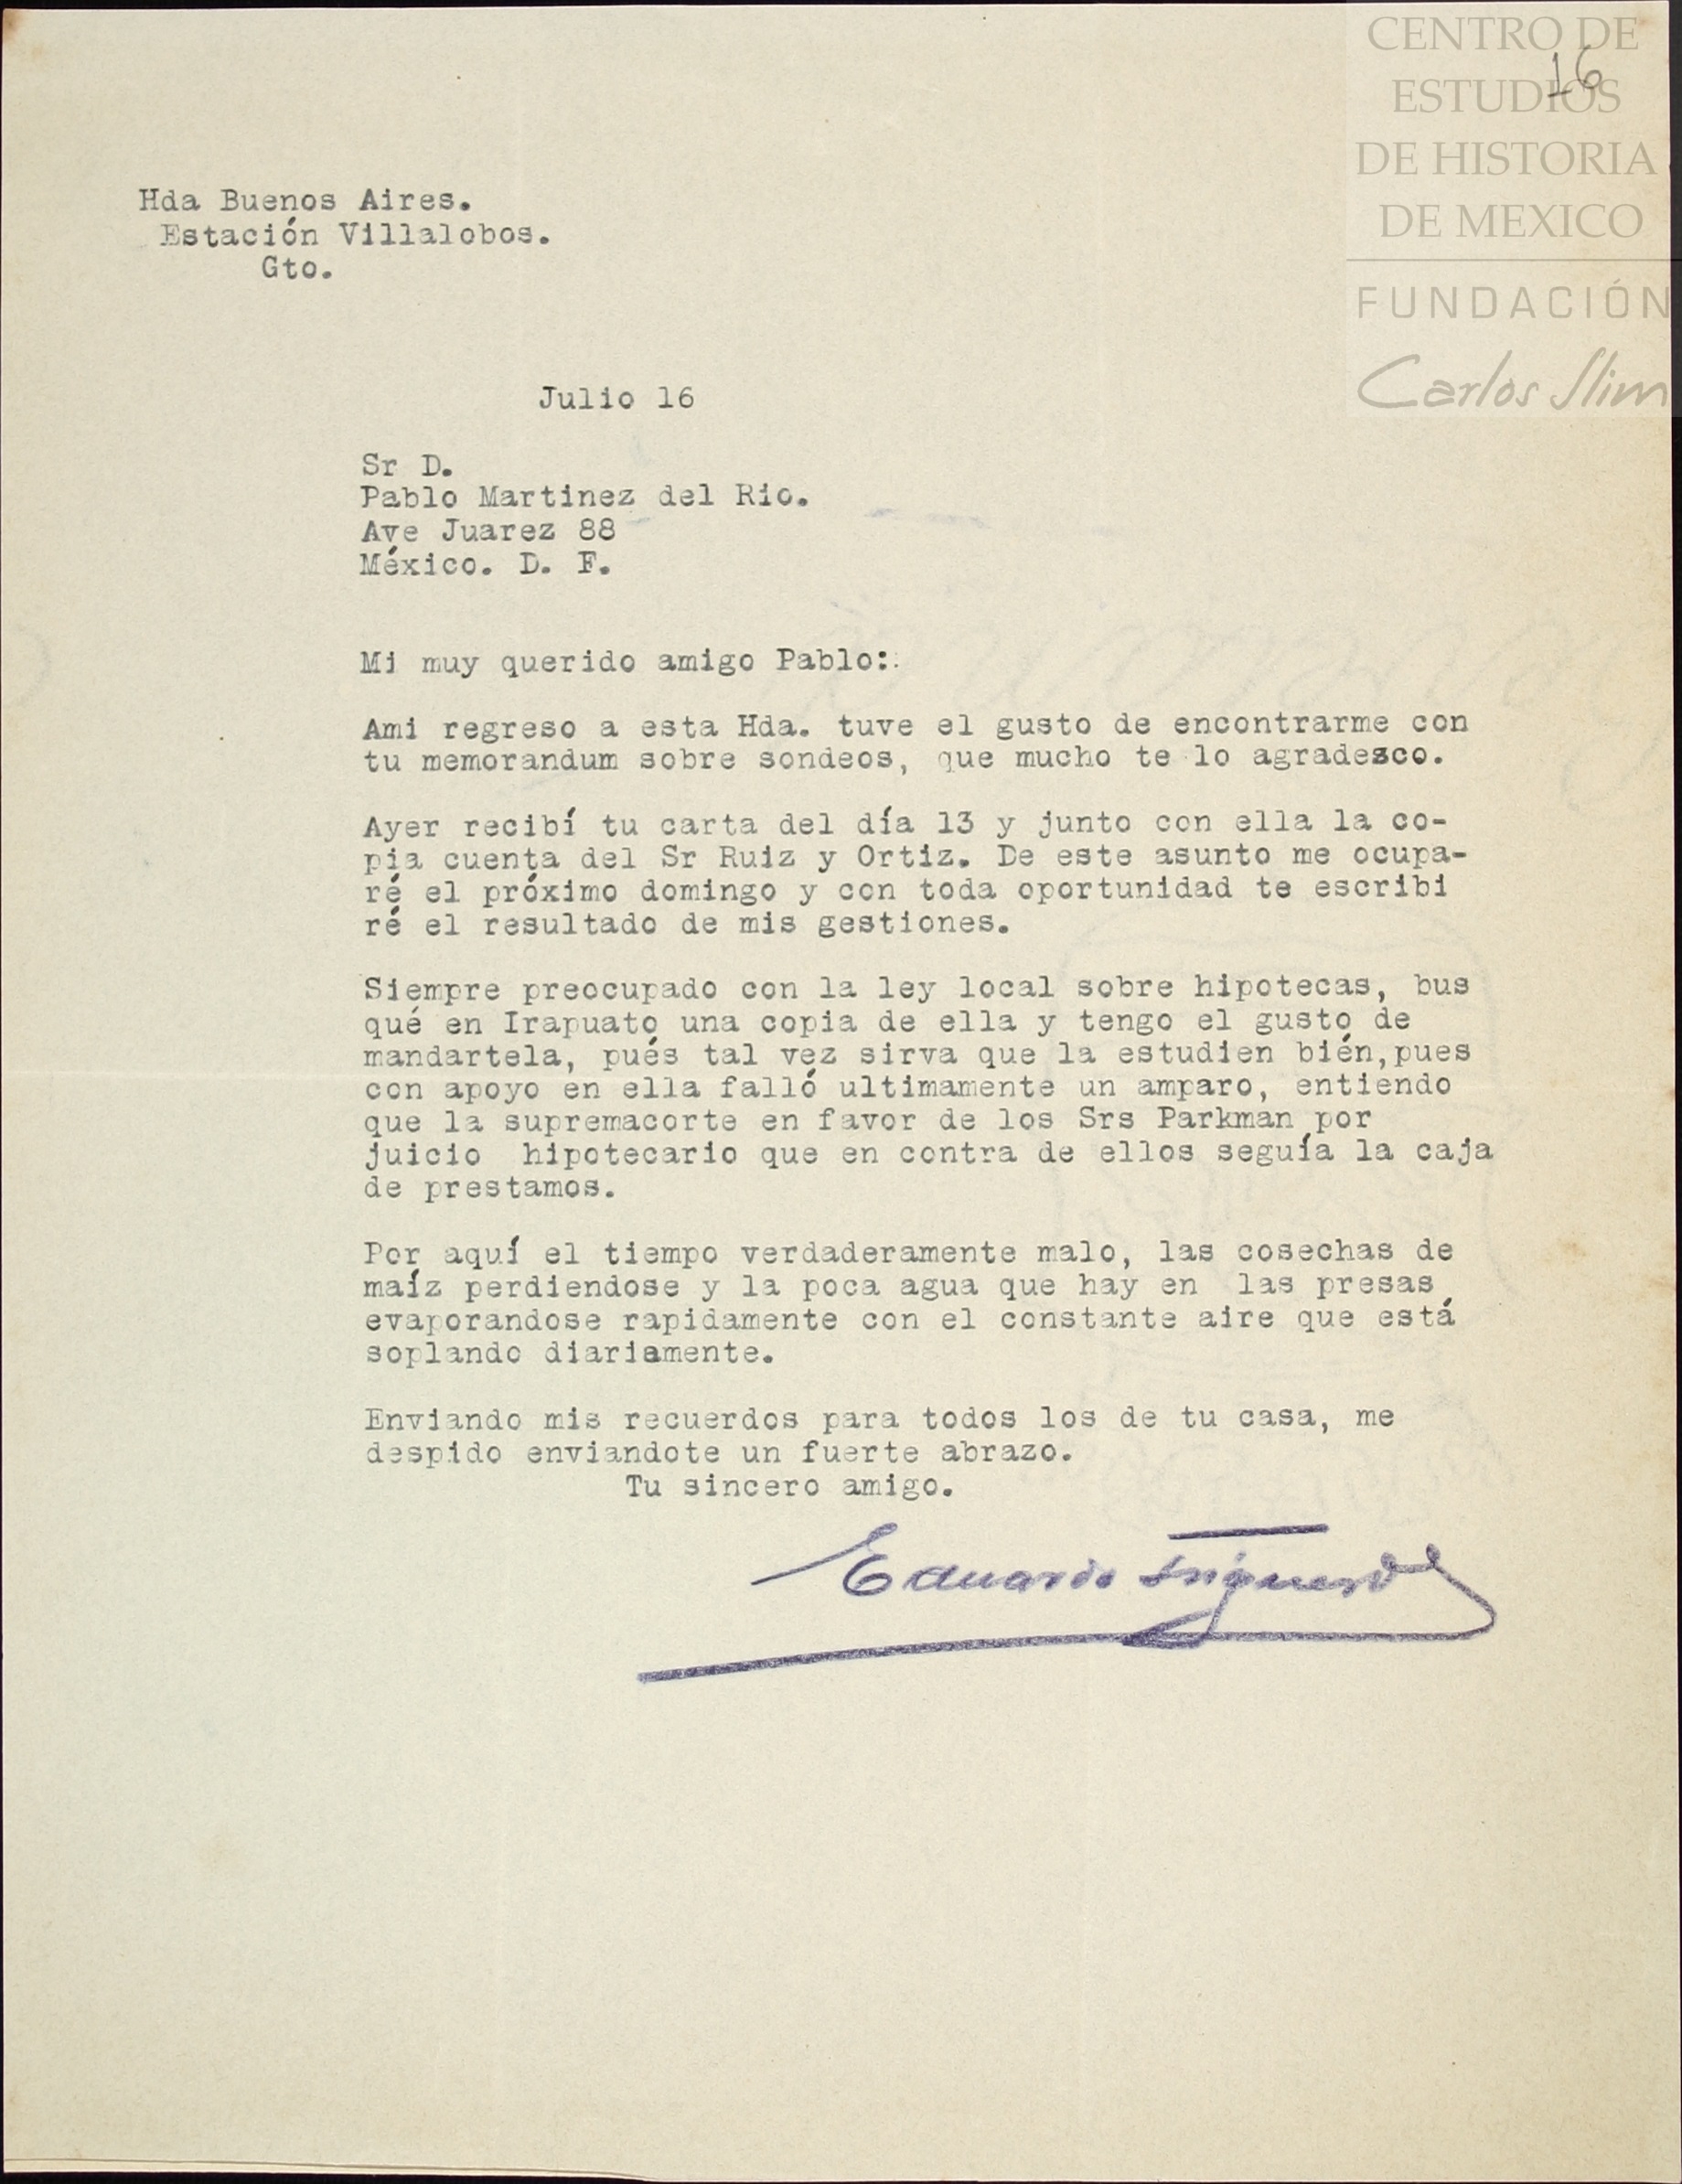 CENTRO DE
ESTUDIOS
DE HISTORIA
DE MEXICO
FUNDACIÓN
Carlos Slim
16
Hda Buenos Aires.
Estación Villalobos.
Gto.
Julio 16
Sr D.
Pablo Martinez del Rio.
Ave Juarez 88
México. D. F.
Mi muy querido amigo Pablo:.
Ami regreso a esta Hda. tuve el gusto de encontrarme con
tu memorandum sobre sondeos, que mucho te lo agradesco.
Ayer recibí tu carta del día 13 y junto con ella la co-
pia cuenta del Sr Ruiz y Ortiz. De este asunto me ocupa-
ré el próximo domingo y con toda oportunidad te escribi
ré el resultado de mis gestiones.
Siempre preocupado con la ley local sobre hipotecas, bus
qué en Irapuato una copia de ella y tengo el gusto de
mandartela, pués tal vez sirva que la estudien bién,pues
con apoyo en ella falló ultimamente un amparo, entiendo
que la supremacorte en favor de los Srs Parkman por
juicio hipotecario que en contra de ellos seguía la caja
de prestamos.
Por aquí el tiempo verdaderamente malo, las cosechas de
maíz perdiendose y la poca agua que hay en las presas
evaporandose rapidamente con el constante aire que está
soplando diariamente.
Enviando mis recuerdos para todos los de tu casa, me
despido enviandote un fuerte abrazo.
Tu sincero amigo.
Eduardo